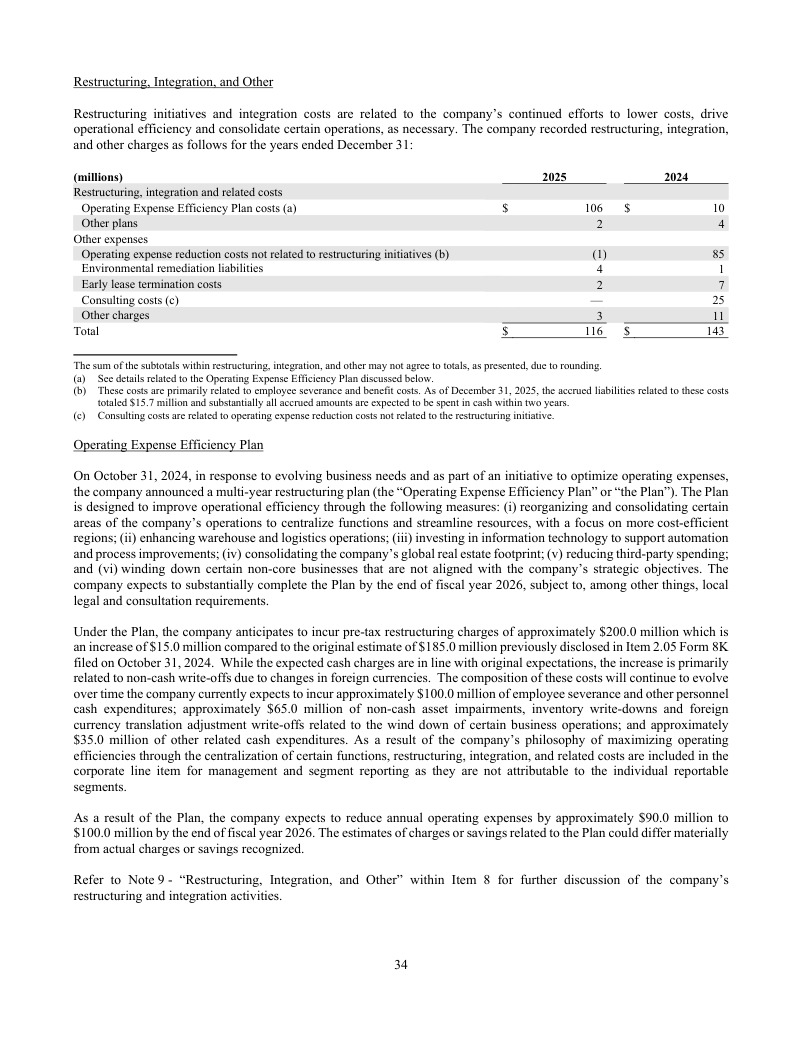 Restructuring, Integration, and Other
Restructuring initiatives and integration costs are related to the company’s continued efforts to lower costs, drive
operational efficiency and consolidate certain operations, as necessary. The company recorded restructuring, integration,
and other charges as follows for the years ended December 31:
(millions) 2025 2024
Restructuring, integration and related costs
Operating Expense Efficiency Plan costs (a) $ 106 $ 10
Other plans 2 4
Other expenses
Operating expense reduction costs not related to restructuring initiatives (b) (1) 85
Environmental remediation liabilities 4 1
Early lease termination costs 2 7
Consulting costs (c) — 25
Other charges 3 11
Total $ 116 $ 143
The sum of the subtotals within restructuring, integration, and other may not agree to totals, as presented, due to rounding.
(a) See details related to the Operating Expense Efficiency Plan discussed below.
(b) These costs are primarily related to employee severance and benefit costs. As of December 31, 2025, the accrued liabilities related to these costs
totaled $15.7 million and substantially all accrued amounts are expected to be spent in cash within two years.
(c) Consulting costs are related to operating expense reduction costs not related to the restructuring initiative.
Operating Expense Efficiency Plan
On October 31, 2024, in response to evolving business needs and as part of an initiative to optimize operating expenses,
the company announced a multi-year restructuring plan (the “Operating Expense Efficiency Plan” or “the Plan”). The Plan
is designed to improve operational efficiency through the following measures: (i) reorganizing and consolidating certain
areas of the company’s operations to centralize functions and streamline resources, with a focus on more cost-efficient
regions; (ii) enhancing warehouse and logistics operations; (iii) investing in information technology to support automation
and process improvements; (iv) consolidating the company’s global real estate footprint; (v) reducing third-party spending;
and (vi) winding down certain non-core businesses that are not aligned with the company’s strategic objectives. The
company expects to substantially complete the Plan by the end of fiscal year 2026, subject to, among other things, local
legal and consultation requirements.
Under the Plan, the company anticipates to incur pre-tax restructuring charges of approximately $200.0 million which is
an increase of $15.0 million compared to the original estimate of $185.0 million previously disclosed in Item 2.05 Form 8K
filed on October 31, 2024. While the expected cash charges are in line with original expectations, the increase is primarily
related to non-cash write-offs due to changes in foreign currencies. The composition of these costs will continue to evolve
over time the company currently expects to incur approximately $100.0 million of employee severance and other personnel
cash expenditures; approximately $65.0 million of non-cash asset impairments, inventory write-downs and foreign
currency translation adjustment write-offs related to the wind down of certain business operations; and approximately
$35.0 million of other related cash expenditures. As a result of the company’s philosophy of maximizing operating
efficiencies through the centralization of certain functions, restructuring, integration, and related costs are included in the
corporate line item for management and segment reporting as they are not attributable to the individual reportable
segments.
As a result of the Plan, the company expects to reduce annual operating expenses by approximately $90.0 million to
$100.0 million by the end of fiscal year 2026. The estimates of charges or savings related to the Plan could differ materially
from actual charges or savings recognized.
Refer to Note 9 - “Restructuring, Integration, and Other” within Item 8 for further discussion of the company’s
restructuring and integration activities.
34